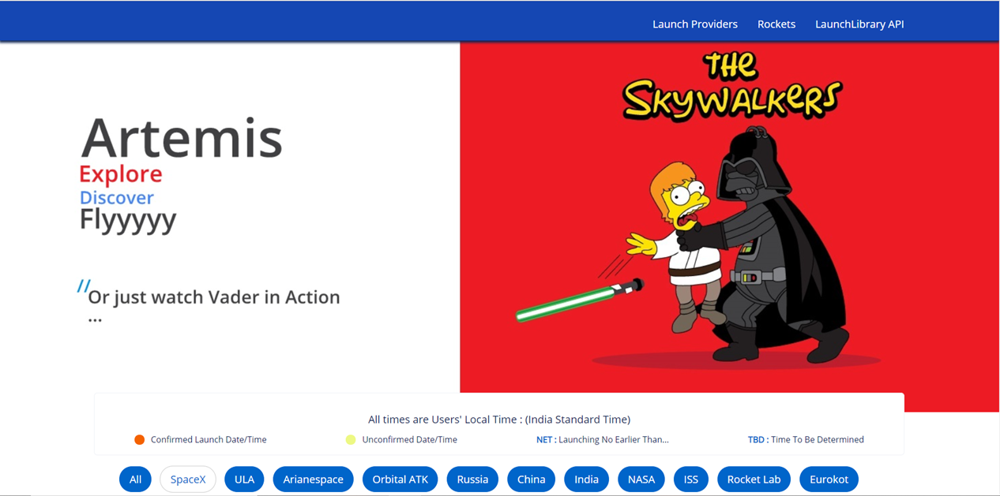 Launch Providers Rockets LaunchLibrary API
THE
SKYWALKERS
Artemis
Explore
Discover
Flyyyyy
//
Or just watch Vader in Action
...
All times are Users' Local Time : (India Standard Time)
Confirmed Launch Date/Time Unconfirmed Date/Time NET : Launching No Earlier Than... TBD : Time To Be Determined
All SpaceX ULA Arianespace Orbital ATK Russia China India NASA ISS Rocket Lab Eurokot